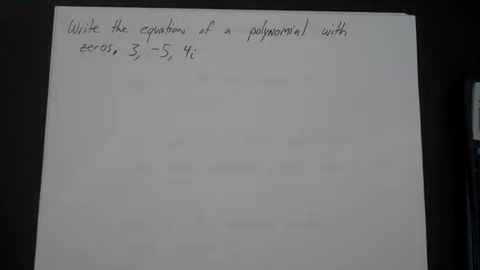 Write the equation of a polynomial with
zeros, 3, -5, 4i